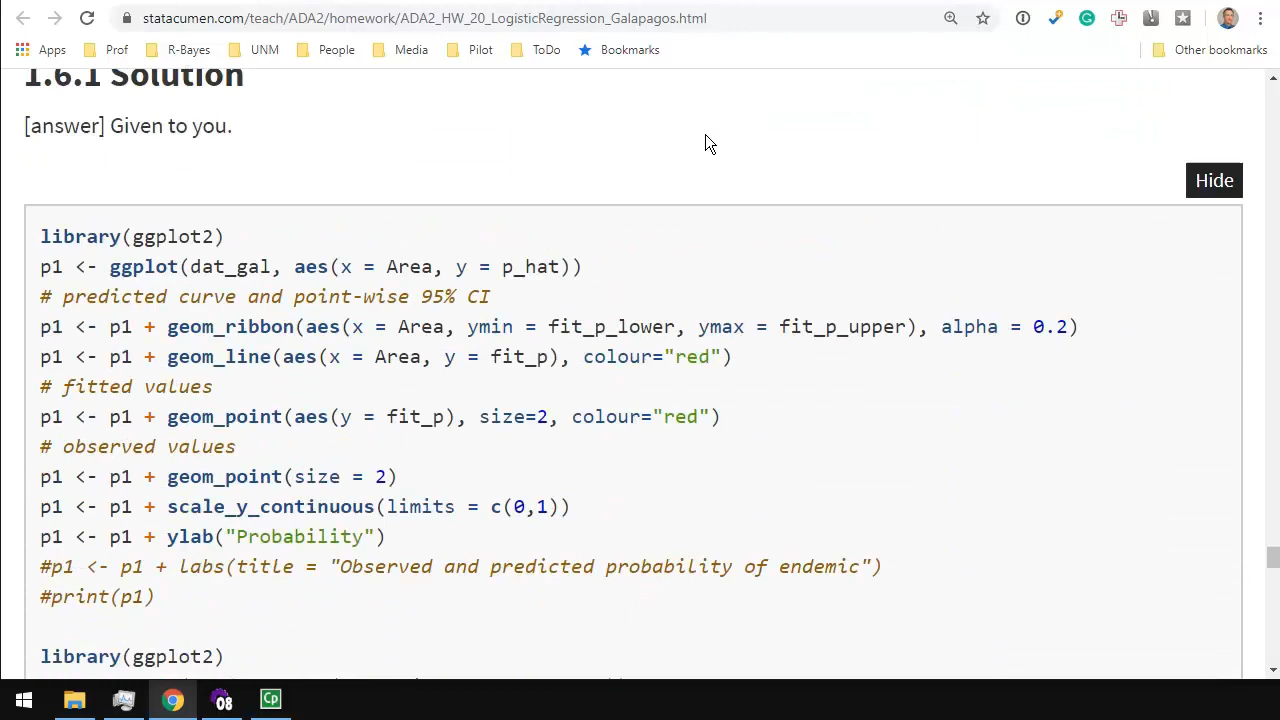 statacumen.com/teach/ADA2/homework/ADA2_HW_20_LogisticRegression_Galapagos.html
Apps Prof R-Bayes UNM People Media Pilot ToDo Bookmarks Other bookmarks
1.6.1 Solution
[answer] Given to you.
Hide
library(ggplot2)
p1 <- ggplot(dat_gal, aes(x = Area, y = p_hat))
# predicted curve and point-wise 95% CI
p1 <- p1 + geom_ribbon(aes(x = Area, ymin = fit_p_lower, ymax = fit_p_upper), alpha = 0.2)
p1 <- p1 + geom_line(aes(x = Area, y = fit_p), colour="red")
# fitted values
p1 <- p1 + geom_point(aes(y = fit_p), size=2, colour="red")
# observed values
p1 <- p1 + geom_point(size = 2)
p1 <- p1 + scale_y_continuous(limits = c(0,1))
p1 <- p1 + ylab("Probability")
#p1 <- p1 + labs(title = "Observed and predicted probability of endemic")
#print(p1)
library(ggplot2)
08
Cp